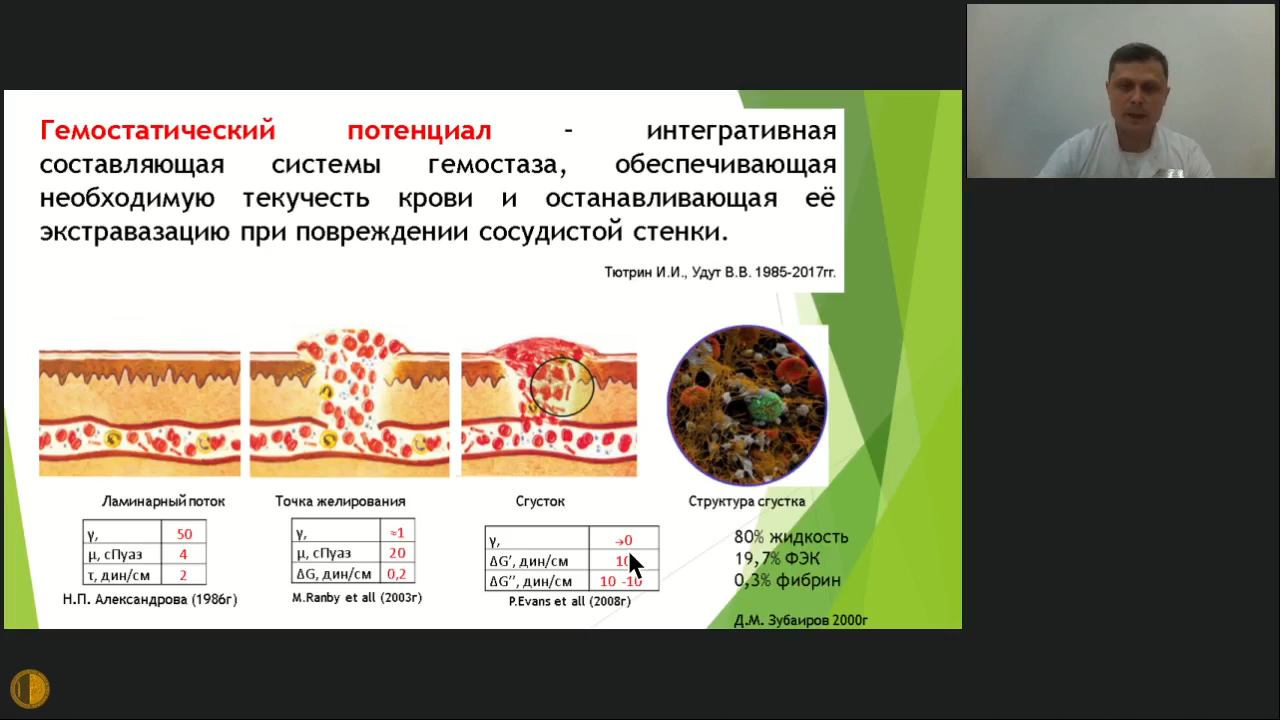 Гемостатический потенциал - интегративная
составляющая системы гемостаза, обеспечивающая
необходимую текучесть крови и останавливающая её
экстравазацию при повреждении сосудистой стенки.
Тютрин И.И., Удут В.В. 1985-2017гг.
Ламинарный поток
γ, 50
μ, сПуаз 4
τ, дин/см 2
Н.П. Александрова (1986г)
Точка желирования
γ, ≈1
μ, сПуаз 20
ΔG, дин/см 0,2
M.Ranby et all (2003г)
Сгусток
γ, →0
ΔG′, дин/см
ΔG′′, дин/см
P.Evans et all (2008г)
Структура сгустка
80% жидкость
19,7% ФЭК
0,3% фибрин
Д.М. Зубаиров 2000г